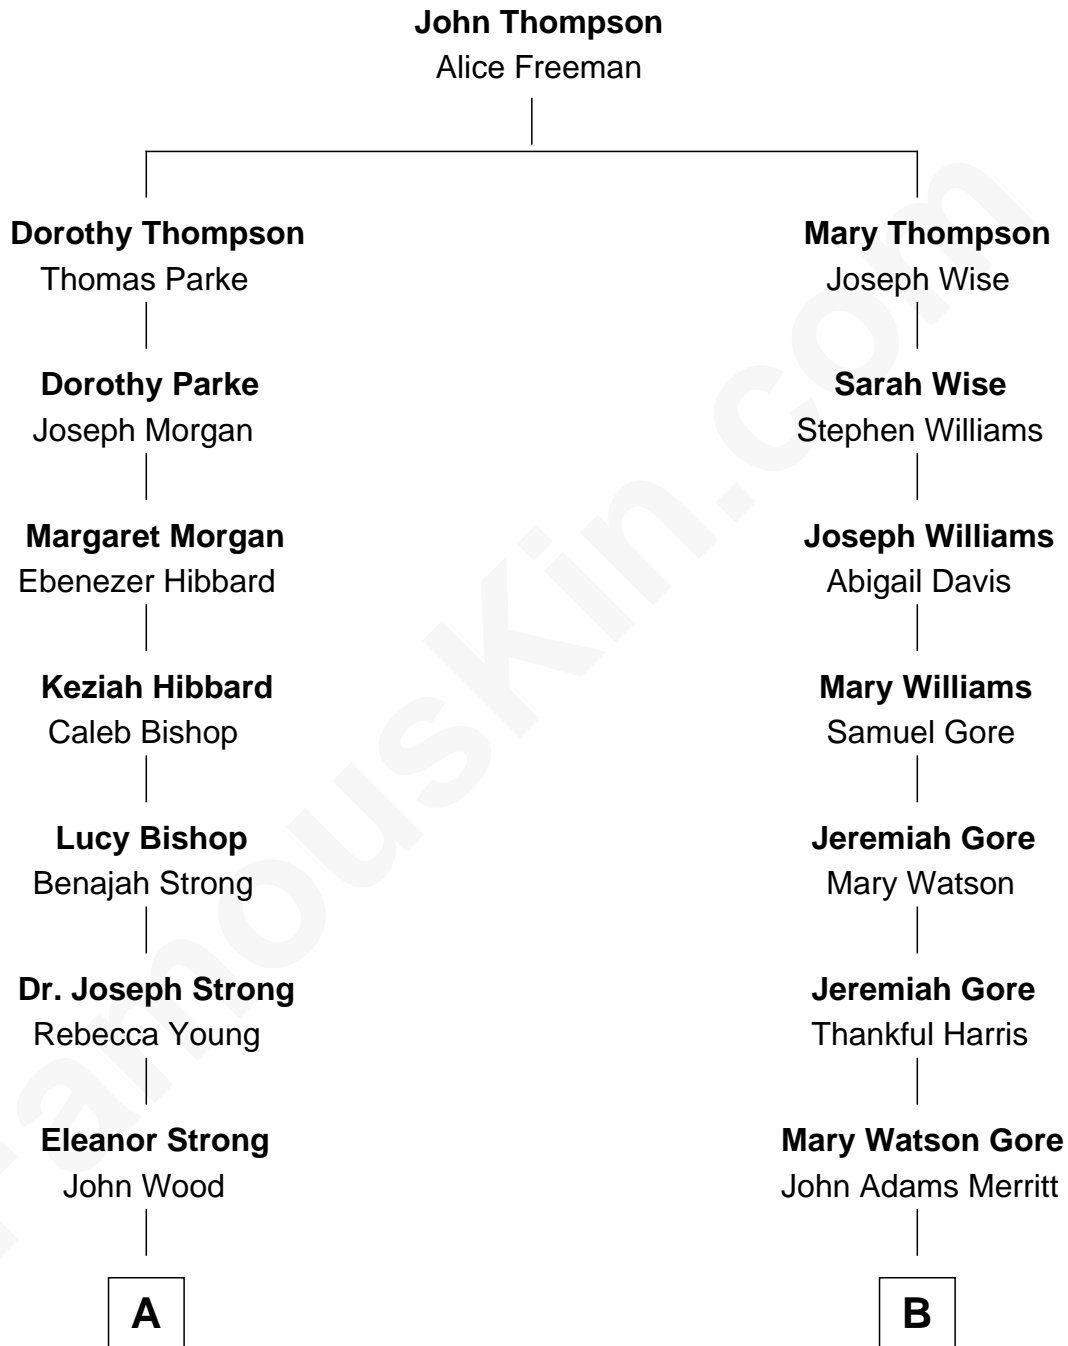 John Thompson
Alice Freeman
Dorothy Thompson
Thomas Parke
Mary Thompson
Joseph Wise
Dorothy Parke
Joseph Morgan
Sarah Wise
Stephen Williams
Margaret Morgan
Ebenezer Hibbard
Joseph Williams
Abigail Davis
Keziah Hibbard
Caleb Bishop
Mary Williams
Samuel Gore
Lucy Bishop
Benajah Strong
Jeremiah Gore
Mary Watson
Dr. Joseph Strong
Rebecca Young
Jeremiah Gore
Thankful Harris
Eleanor Strong
John Wood
Mary Watson Gore
John Adams Merritt
A
B
FamousKin.com